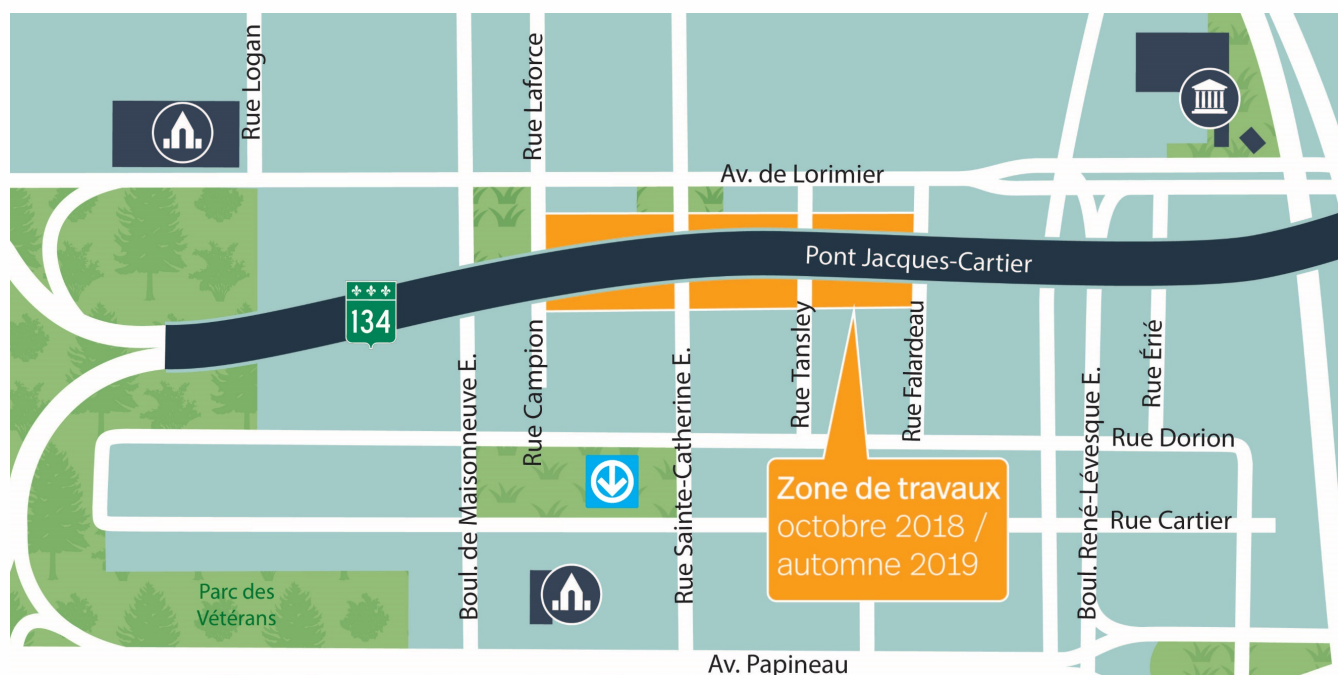 Rue Logan
Rue Laforce
Av. de Lorimier
Pont Jacques-Cartier
134
Boul. de Maisonneuve E.
Rue Campion
Rue Sainte-Catherine E.
Rue Tansley
Rue Falardeau
Boul. René-Lévesque E.
Rue Érié
Rue Dorion
Zone de travaux
octobre 2018 /
automne 2019
Rue Cartier
Parc des
Vétérans
Av. Papineau